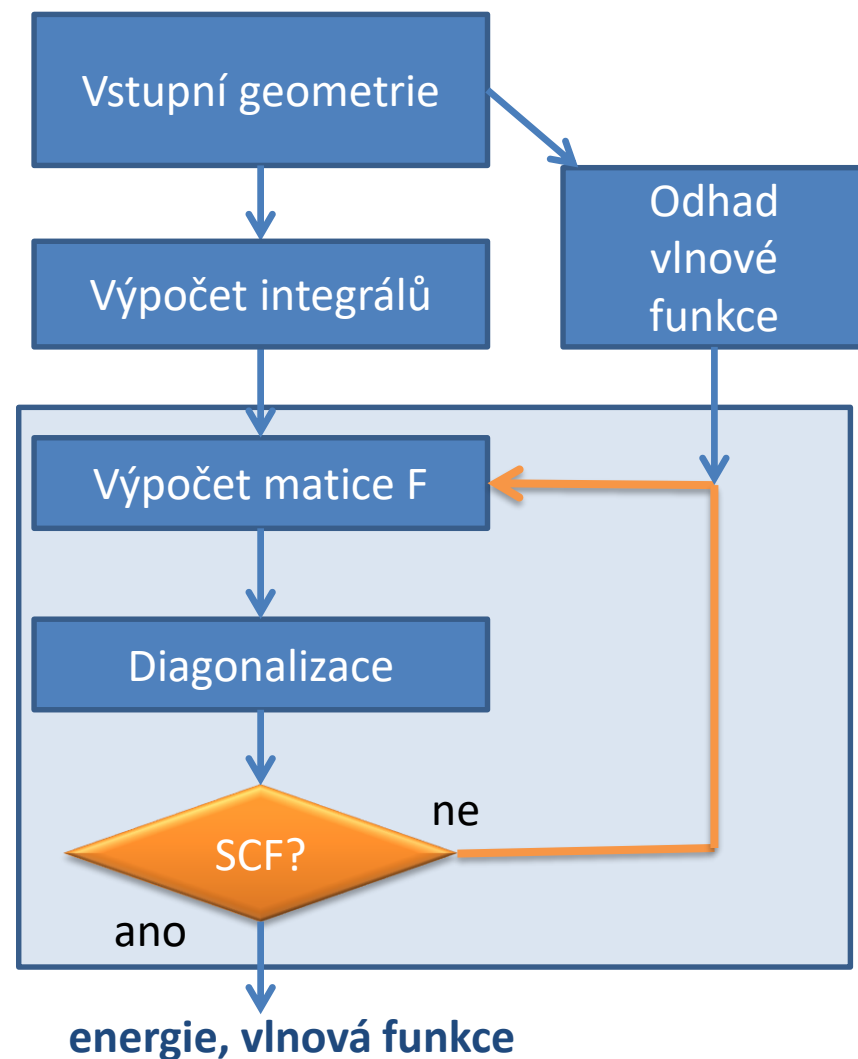 Vstupní geometrie
Odhad
vlnové
funkce
Výpočet integrálů
Výpočet matice F
Diagonalizace
ne
SCF?
ano
energie, vlnová funkce